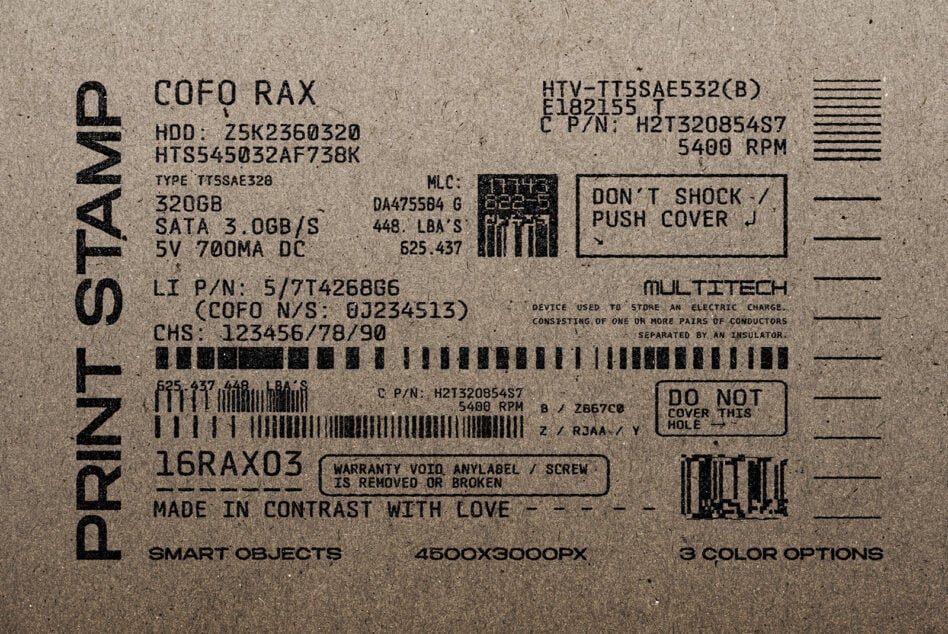 PRINT STAMP
COFO RAX
HDD: Z5K2360320
HTS545032AF738K
HTV-TT5SAE532(B)
E182155 T
C P/N: H2T320854S7
5400 RPM
TYPE TT5SAE320
320GB
SATA 3.0GB/S
5V 700MA DC
MLC:
DA475584 G
448. LBA'S
625.437
17743
822-5
DON'T SHOCK /
PUSH COVER ↲
↘
LI P/N: 5/7T4268G6
(COFO N/S: 0J234513)
CHS: 123456/78/90
MULTITECH
DEVICE USED TO STORE AN ELECTRIC CHARGE.
CONSISTING OF ONE OR MORE PAIRS OF CONDUCTORS
SEPARATED BY AN INSULATOR.
625.437 448. LBA'S
C P/N: H2T320854S7
5400 RPM
B / Z667C0
Z / RJAA / Y
DO NOT
COVER THIS
HOLE →
16RAX03
WARRANTY VOID ANYLABEL / SCREW
IS REMOVED OR BROKEN
MADE IN CONTRAST WITH LOVE - - - - -
SMART OBJECTS
4500X3000PX
3 COLOR OPTIONS